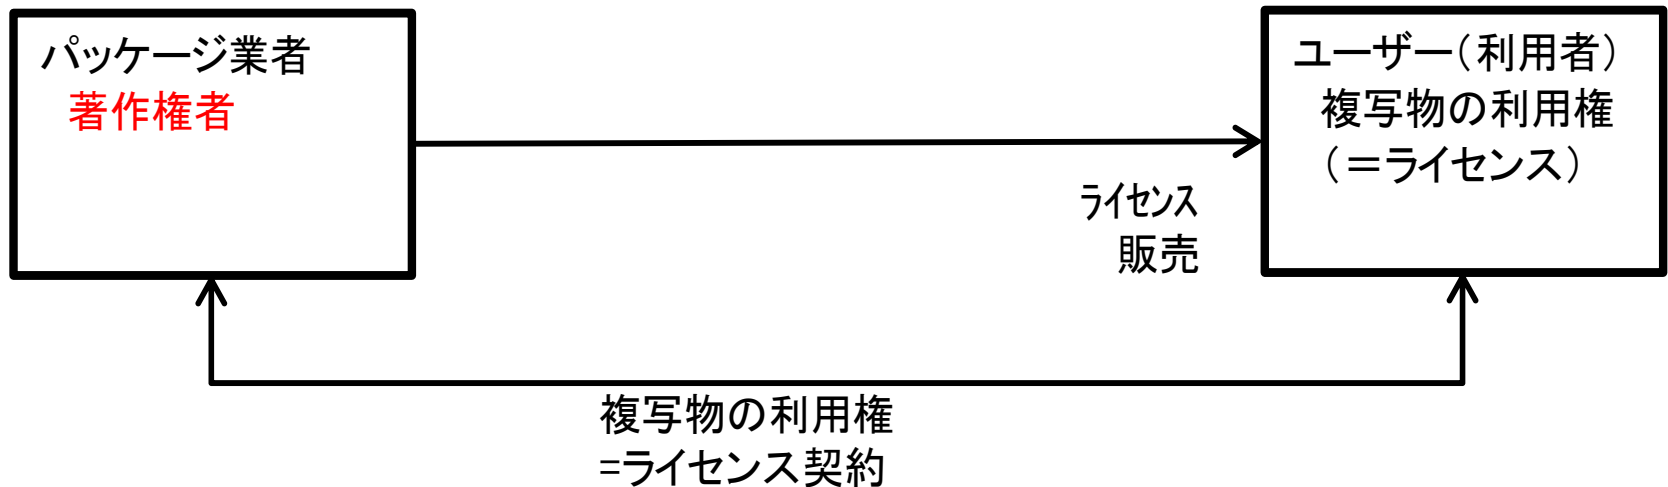 パッケージ業者
著作権者
ユーザー(利用者)
複写物の利用権
(=ライセンス)
ライセンス
販売
複写物の利用権
=ライセンス契約